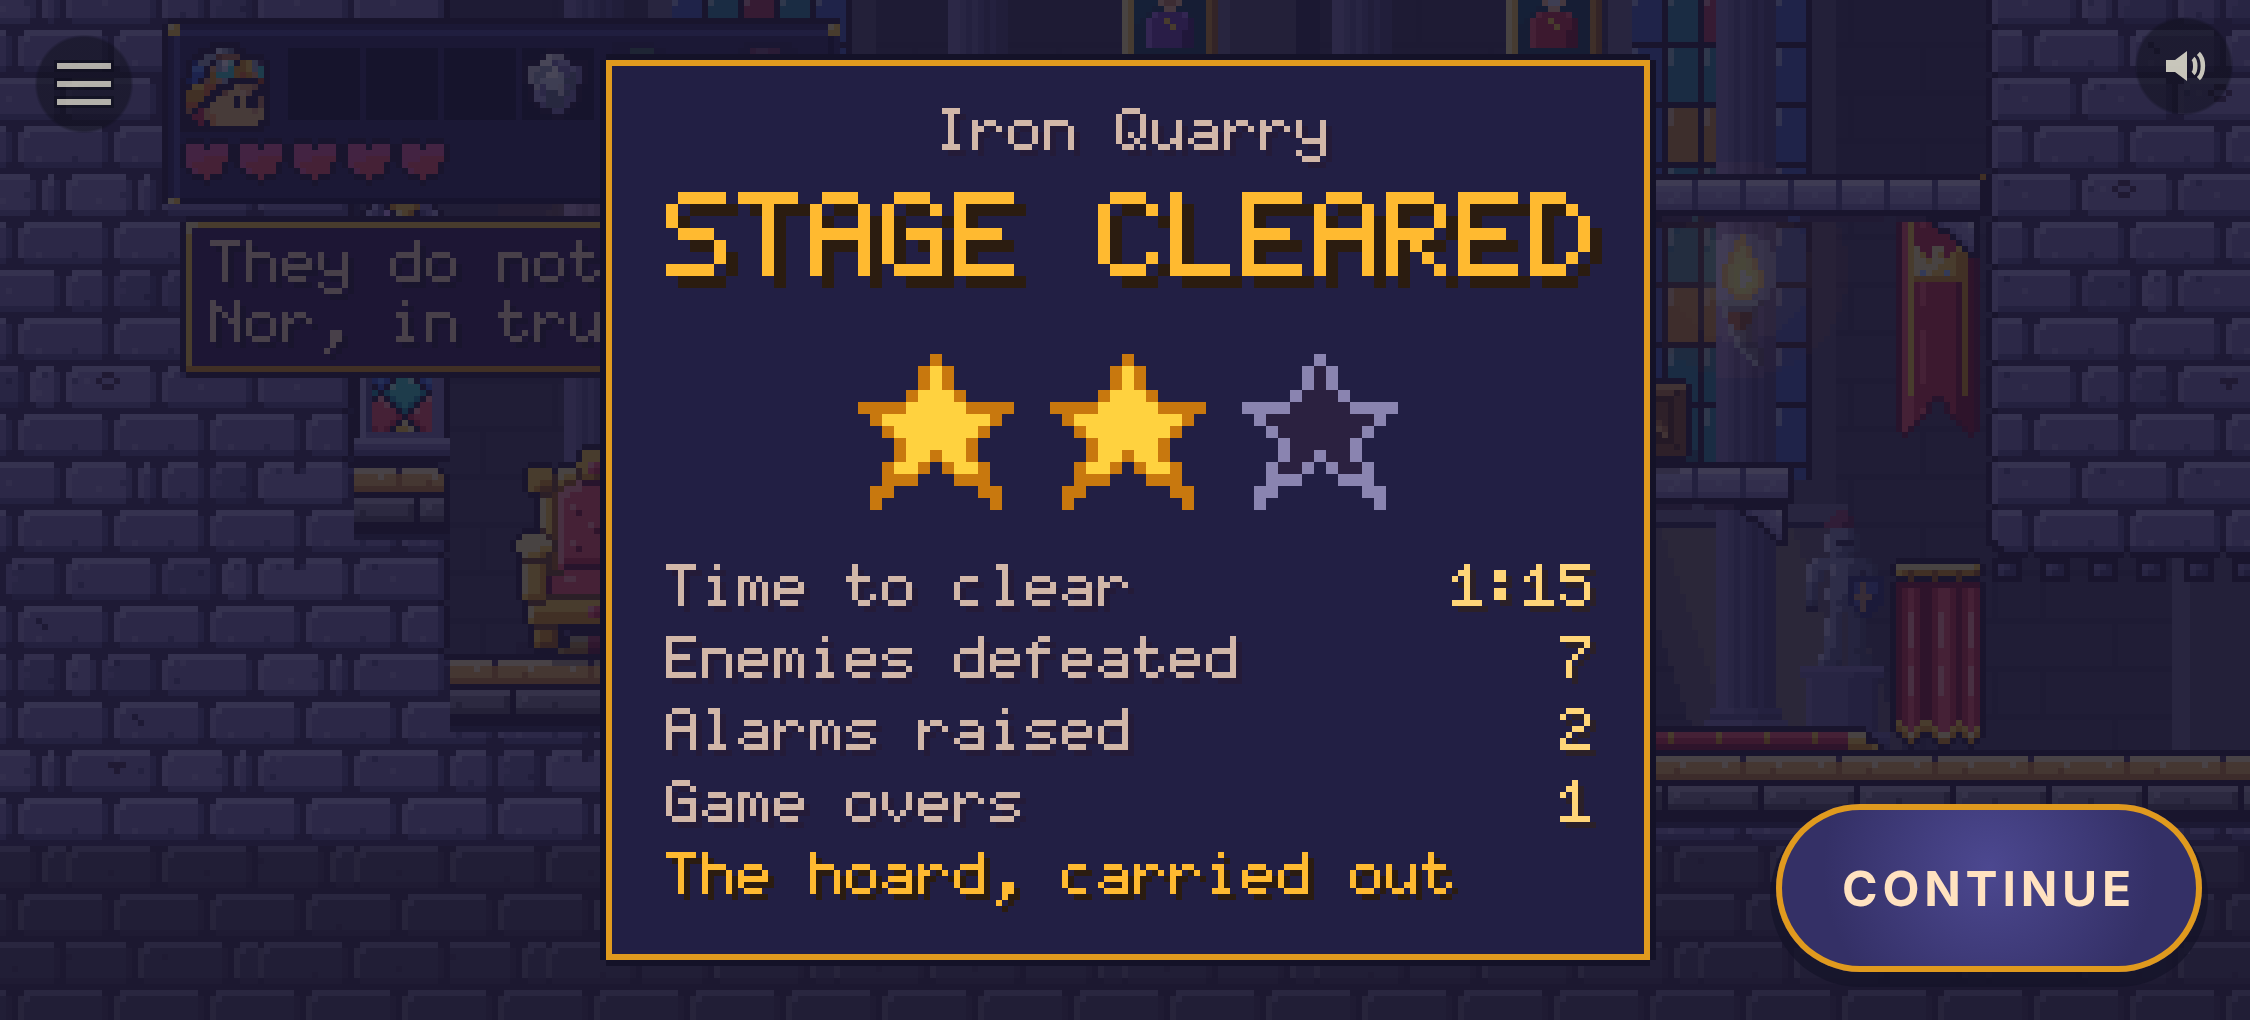 Iron Quarry
STAGE CLEARED
They do not
Nor, in tru
Time to clear 1:15
Enemies defeated 7
Alarms raised 2
Game overs 1
The hoard, carried out
CONTINUE